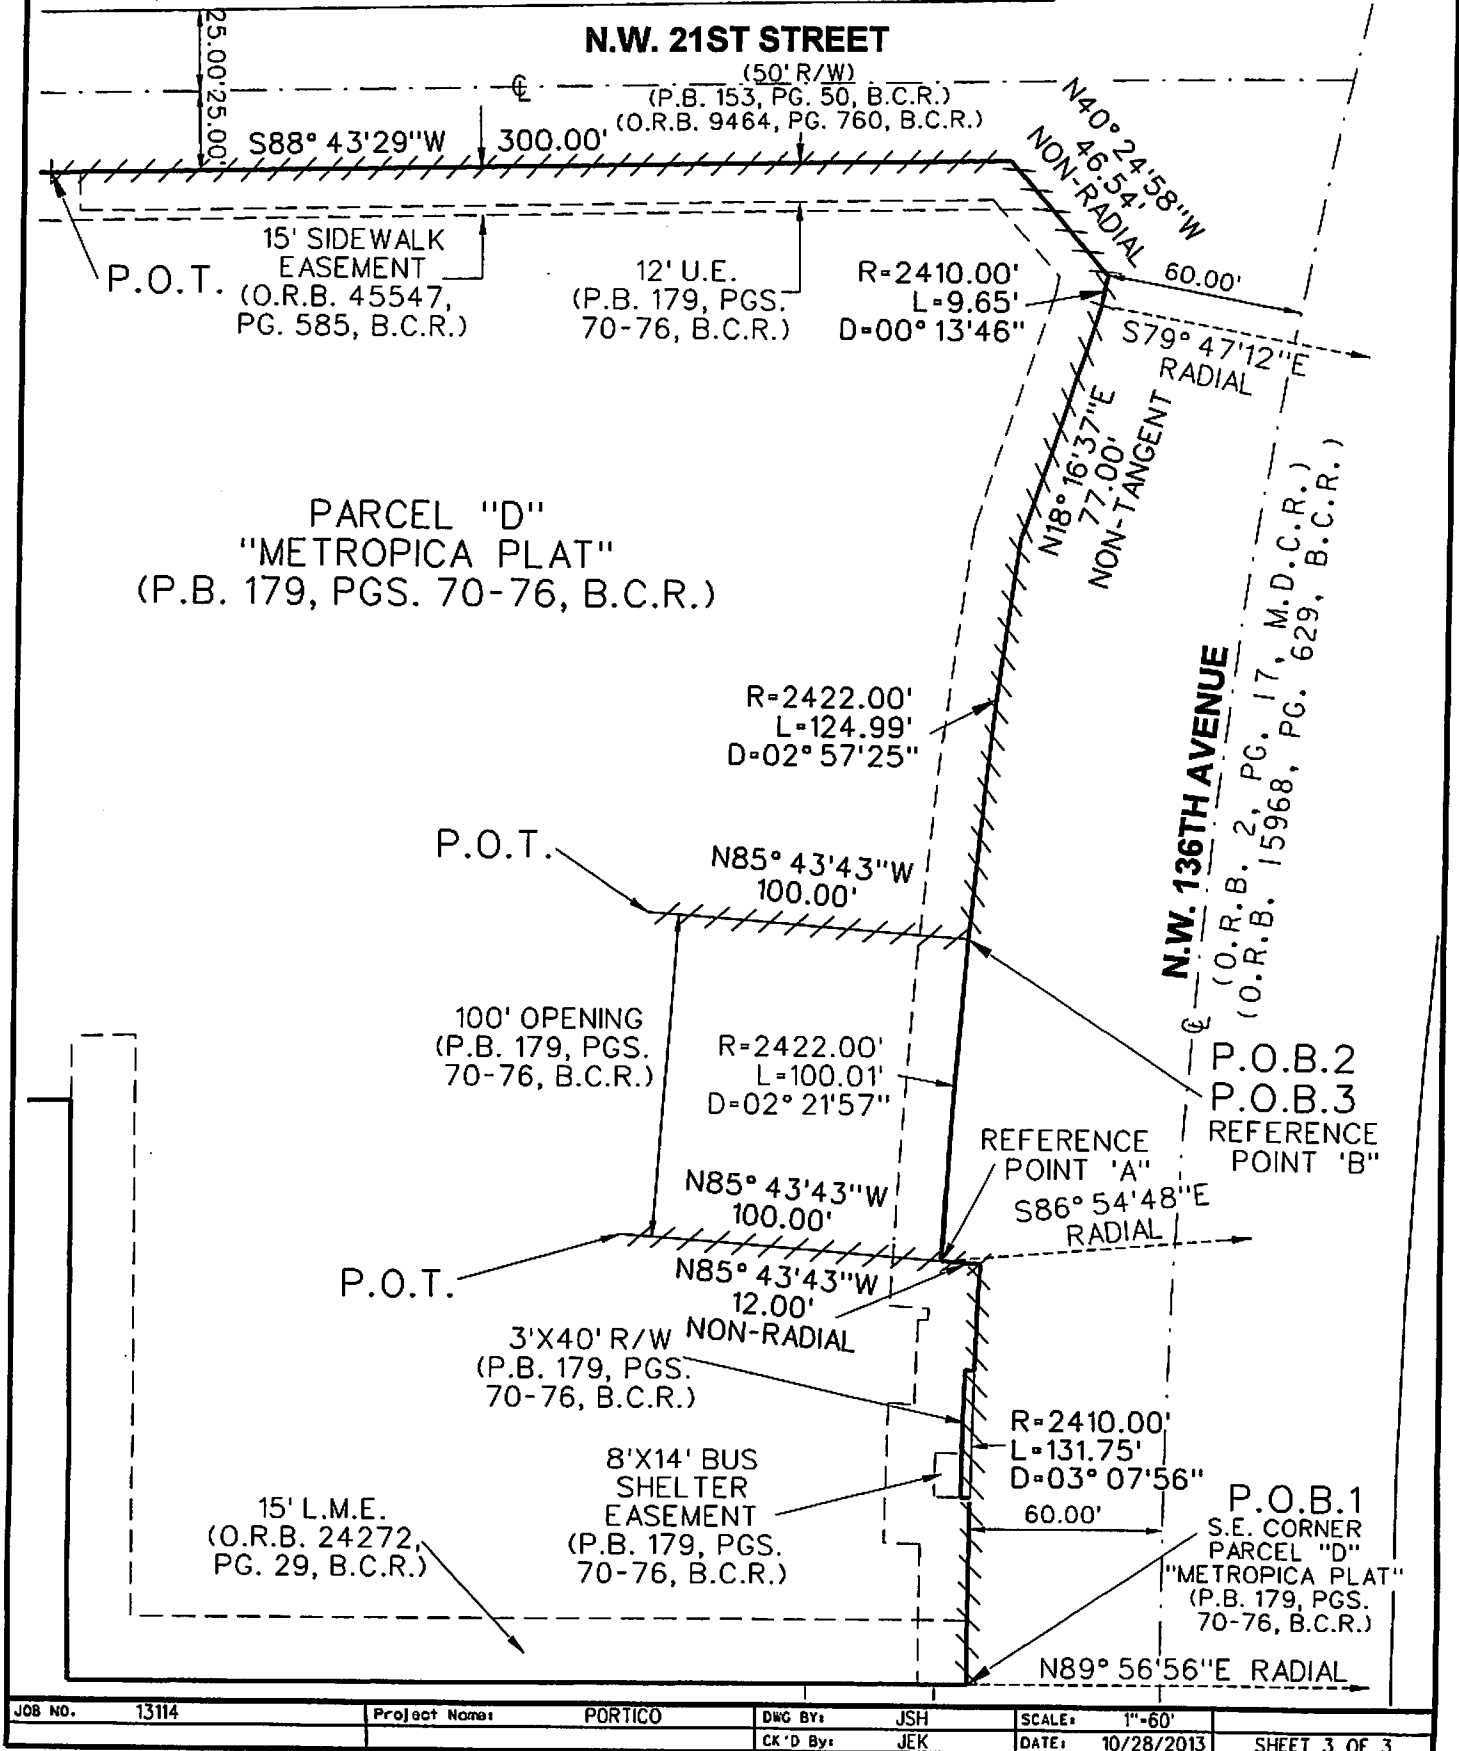 25.00' 25.00'
N.W. 21ST STREET
(50' R/W)
(P.B. 153, PG. 50, B.C.R.)
(O.R.B. 9464, PG. 760, B.C.R.)
℄
S88° 43'29"W 300.00'
N40° 24'58"W
46.54'
NON-RADIAL
P.O.T.
15' SIDEWALK
EASEMENT
(O.R.B. 45547,
PG. 585, B.C.R.)
12' U.E.
(P.B. 179, PGS.
70-76, B.C.R.)
R=2410.00'
L=9.65'
D=00° 13'46"
60.00'
S79° 47'12"E
RADIAL
N18° 16'37"E
77.00'
NON-TANGENT
PARCEL "D"
"METROPICA PLAT"
(P.B. 179, PGS. 70-76, B.C.R.)
N.W. 136TH AVENUE
(O.R.B. 2, PG. 17, M.D.C.R.)
(O.R.B. 15968, PG. 629, B.C.R.)
℄
R=2422.00'
L=124.99'
D=02° 57'25"
P.O.T.
N85° 43'43"W
100.00'
100' OPENING
(P.B. 179, PGS.
70-76, B.C.R.)
R=2422.00'
L=100.01'
D=02° 21'57"
P.O.B.2
P.O.B.3
REFERENCE
POINT 'B"
REFERENCE
POINT 'A"
S86° 54'48"E
RADIAL
N85° 43'43"W
100.00'
P.O.T.
N85° 43'43"W
12.00'
NON-RADIAL
3'X40' R/W
(P.B. 179, PGS.
70-76, B.C.R.)
R=2410.00'
L=131.75'
D=03° 07'56"
8'X14' BUS
SHELTER
EASEMENT
(P.B. 179, PGS.
70-76, B.C.R.)
60.00'
15' L.M.E.
(O.R.B. 24272,
PG. 29, B.C.R.)
P.O.B.1
S.E. CORNER
PARCEL "D"
"METROPICA PLAT"
(P.B. 179, PGS.
70-76, B.C.R.)
N89° 56'56"E RADIAL
JOB NO. 13114 Project Name: PORTICO DWG BY: JSH SCALE: 1"=60'
CK'D By: JEK DATE: 10/28/2013 SHEET 3 OF 3